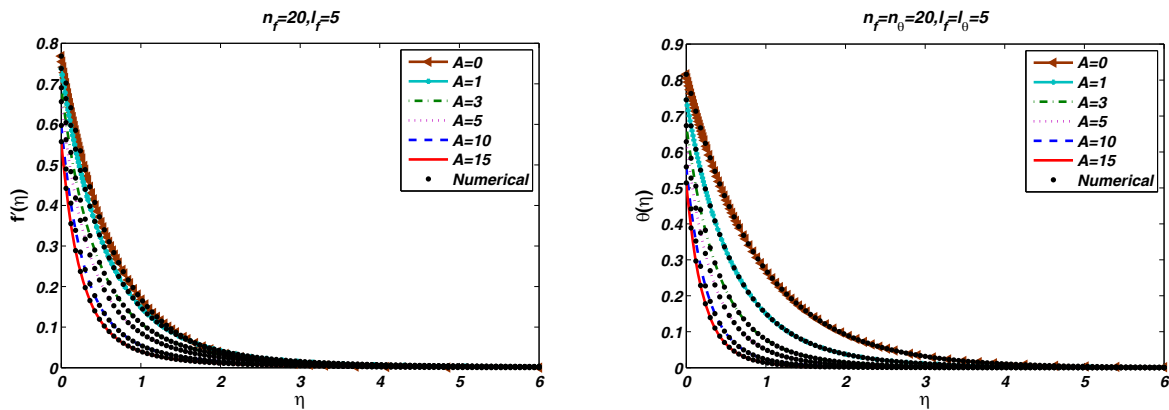 n_f=20,l_f=5
f'(η)
0.8
0.7
0.6
0.5
0.4
0.3
0.2
0.1
0
A=0
A=1
A=3
A=5
A=10
A=15
Numerical
0 1 2 3 4 5 6
η
n_f=n_θ=20,l_f=l_θ=5
θ(η)
0.9
0.8
0.7
0.6
0.5
0.4
0.3
0.2
0.1
0
A=0
A=1
A=3
A=5
A=10
A=15
Numerical
0 1 2 3 4 5 6
η